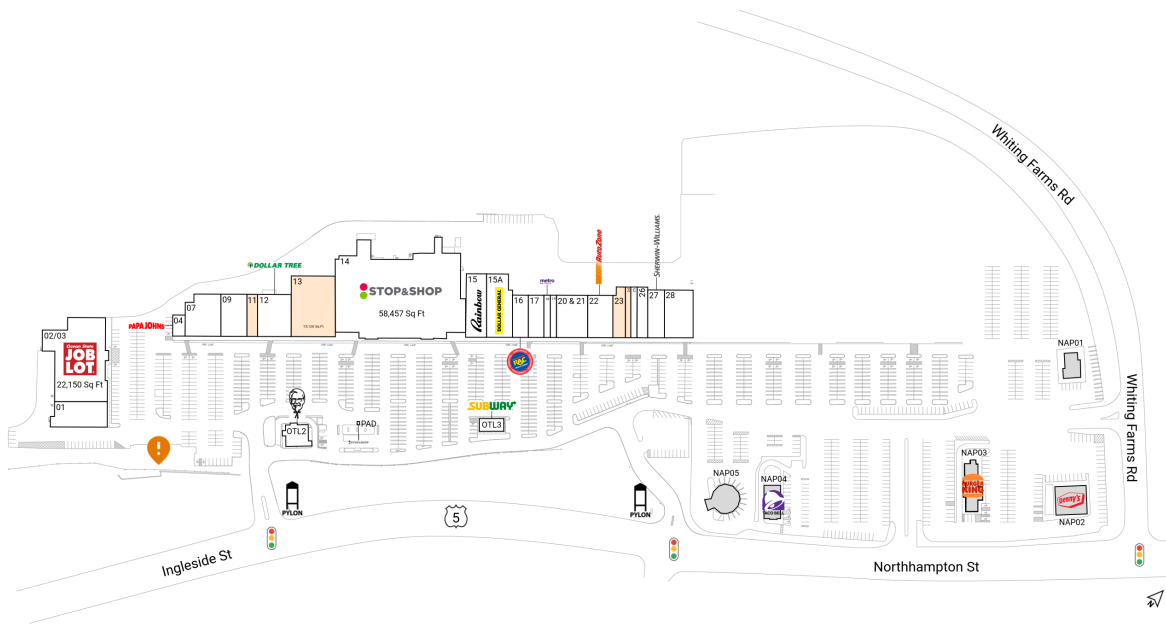 Whiting Farms Rd
SHERWIN-WILLIAMS.
AutoZone
DOLLAR TREE
metro
14
STOP&SHOP
58,457 Sq Ft
13
15
15A
Rainbow
DOLLAR GENERAL
07
09
11
12
16
17
20 & 21
22
23
26
27
28
04
PAPA JOHNS
02/03
Ocean State
JOB
LOT
22,150 Sq Ft
01
NAP01
RAC
SUBWAY
OTL3
OTL2
PAD
Whiting Farms Rd
NAP05
NAP04
TACO BELL
NAP03
BURGER
KING
Denny's
NAP02
PYLON
PYLON
5
Ingleside St
Northhampton St
N